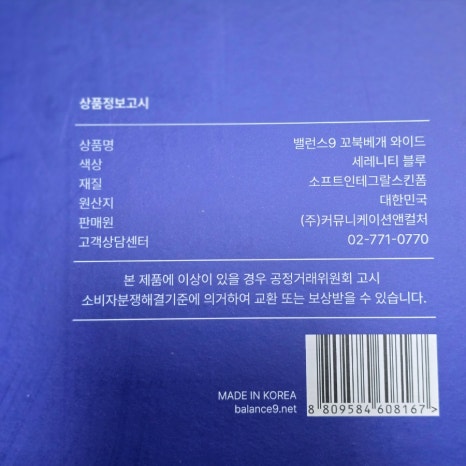 상품정보고시
상품명 밸런스9 꼬북베개 와이드
색상 세레니티 블루
재질 소프트인테그랄스킨폼
원산지 대한민국
판매원 (주)커뮤니케이션앤컬처
고객상담센터 02-771-0770
본 제품에 이상이 있을 경우 공정거래위원회 고시
소비자분쟁해결기준에 의거하여 교환 또는 보상받을 수 있습니다.
MADE IN KOREA
balance9.net
8 809584 608167 >